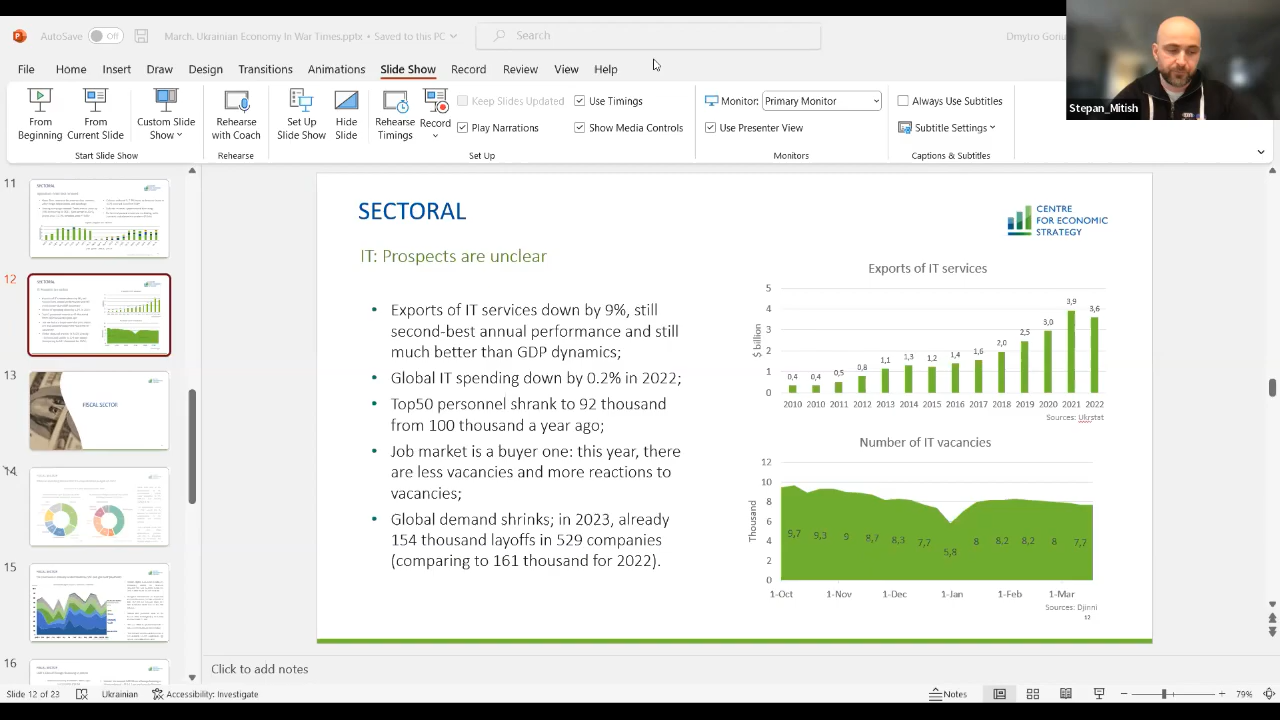 AutoSave Off March. Ukrainian Economy In War Times.pptx • Saved to this PC Search
File Home Insert Draw Design Transitions Animations Slide Show Record Review View Help
Stepan_Mitish
From Beginning
From Current Slide
Custom Slide Show
Rehearse with Coach
Set Up Slide Show
Hide Slide
Rehearse Timings
Record
Keep Slides Updated
Use Timings
Play Narrations
Show Media Controls
Monitor: Primary Monitor
Use Presenter View
Always Use Subtitles
Subtitle Settings
Start Slide Show
Rehearse
Set Up
Monitors
Captions & Subtitles
11
12
13
FISCAL SECTOR
14
15
16
SECTORAL
CENTRE
FOR ECONOMIC
STRATEGY
IT: Prospects are unclear
• Exports of IT services down by 9%, still
second-best annual performance and still
much better than GDP dynamics;
• Global IT spending down by 0.2% in 2022;
• Top50 personnel shrank to 92 thousand
from 100 thousand a year ago;
• Job market is a buyer one: this year, there
are less vacancies and more reactions to
vacancies;
• Global demand shrinks, in 2023, already
154 thousand layoffs in 529 companies
(comparing to 161 thousand for 2022).
Exports of IT services
$ billion
5
2
1
0
0,4 0,4 0,5 0,8 1,1 1,3 1,2 1,4 1,6 2,0 2,5 3,0 3,9 3,6
2010 2010 2011 2012 2013 2014 2015 2016 2017 2018 2019 2020 2021 2022
Sources: Ukrstat
Number of IT vacancies
Thousand
12
10
8
4
2
9,7 9,3 9 8,7 8,3 7,7 5,8 8 8,2 8,2 8 7,7
1-Oct 1-Nov 1-Dec 1-Jan 1-Feb 1-Mar
Sources: Djinni
12
Click to add notes
Slide 12 of 23 Ukrainian Accessibility: Investigate Notes 79%